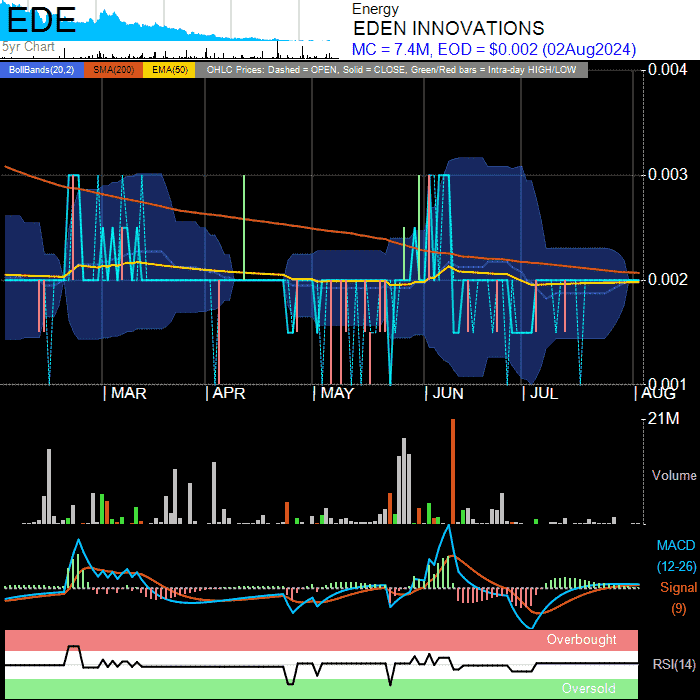 EDE
5yr Chart
Energy
EDEN INNOVATIONS
MC = 7.4M, EOD = $0.002 (02Aug2024)
BollBands(20,2) SMA(200) EMA(50) OHLC Prices: Dashed = OPEN, Solid = CLOSE, Green/Red bars = Intra-day HIGH/LOW
0.004
0.003
0.002
0.001
MAR APR MAY JUN JUL AUG
21M
Volume
MACD
(12-26)
Signal
(9)
Overbought
RSI(14)
Oversold